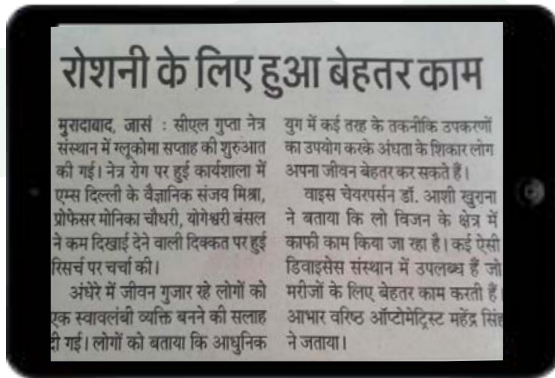 रोशनी के लिए हुआ बेहतर काम
मुरादाबाद, जासं : सीएल गुप्ता नेत्र
संस्थान में ग्लूकोमा सप्ताह की शुरुआत
की गई। नेत्र रोग पर हुई कार्यशाला में
एम्स दिल्ली के वैज्ञानिक संजय मिश्रा,
प्रोफेसर मोनिका चौधरी, योगेश्वरी बंसल
ने कम दिखाई देने वाली दिक्कत पर हुई
रिसर्च पर चर्चा की।
अंधेरे में जीवन गुजार रहे लोगों को
एक स्वावलंबी व्यक्ति बनने की सलाह
दी गई। लोगों को बताया कि आधुनिक
युग में कई तरह के तकनीकि उपकरणों
का उपयोग करके अंधता के शिकार लोग
अपना जीवन बेहतर कर सकते हैं।
वाइस चेयरपर्सन डॉ. आशी खुराना
ने बताया कि लो विजन के क्षेत्र में
काफी काम किया जा रहा है। कई ऐसी
डिवाइसेस संस्थान में उपलब्ध हैं जो
मरीजों के लिए बेहतर काम करती हैं
आभार वरिष्ठ ऑप्टोमेट्रिस्ट महेंद्र सिंह
ने जताया।